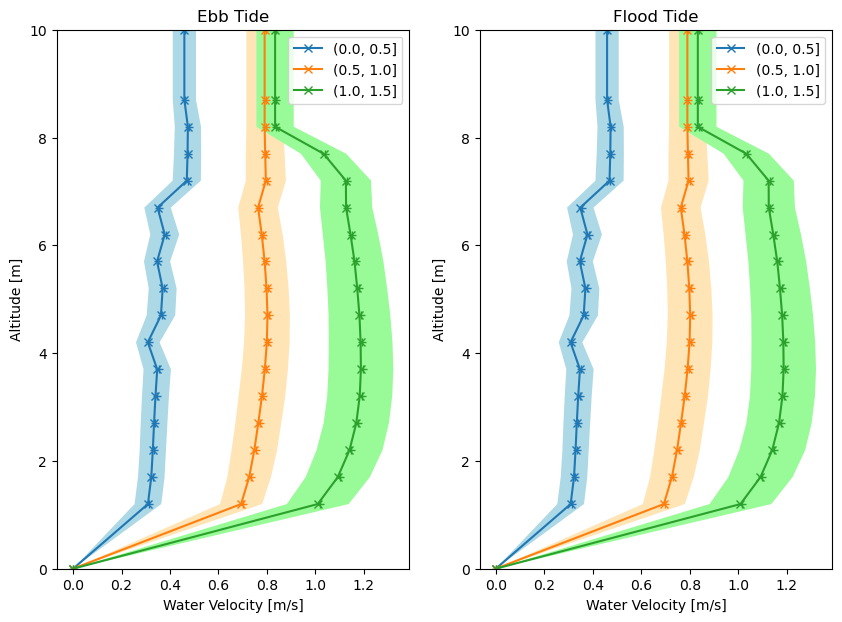 Ebb Tide
10
8
6
4
2
0
Altitude [m]
(0.0, 0.5]
(0.5, 1.0]
(1.0, 1.5]
0.0 0.2 0.4 0.6 0.8 1.0 1.2
Water Velocity [m/s]
Flood Tide
10
8
6
4
2
0
Altitude [m]
(0.0, 0.5]
(0.5, 1.0]
(1.0, 1.5]
0.0 0.2 0.4 0.6 0.8 1.0 1.2
Water Velocity [m/s]